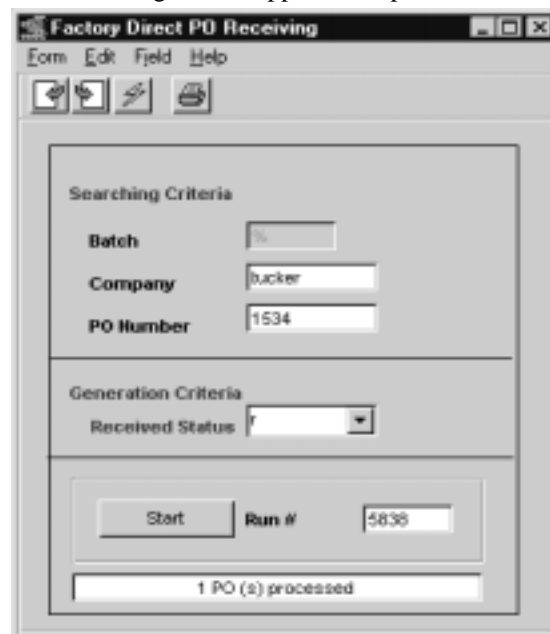 Factory Direct PO Receiving
Form Edit Field Help
Searching Criteria
Batch %
Company tucker
PO Number 1534
Generation Criteria
Received Status r
Start Run # 5838
1 PO (s) processed